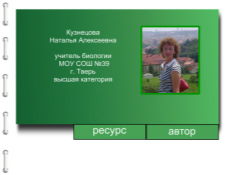 Кузнецова
Наталья Алексеевна
учитель биологии
МОУ СОШ №39
г. Тверь
высшая категория
ресурс
автор